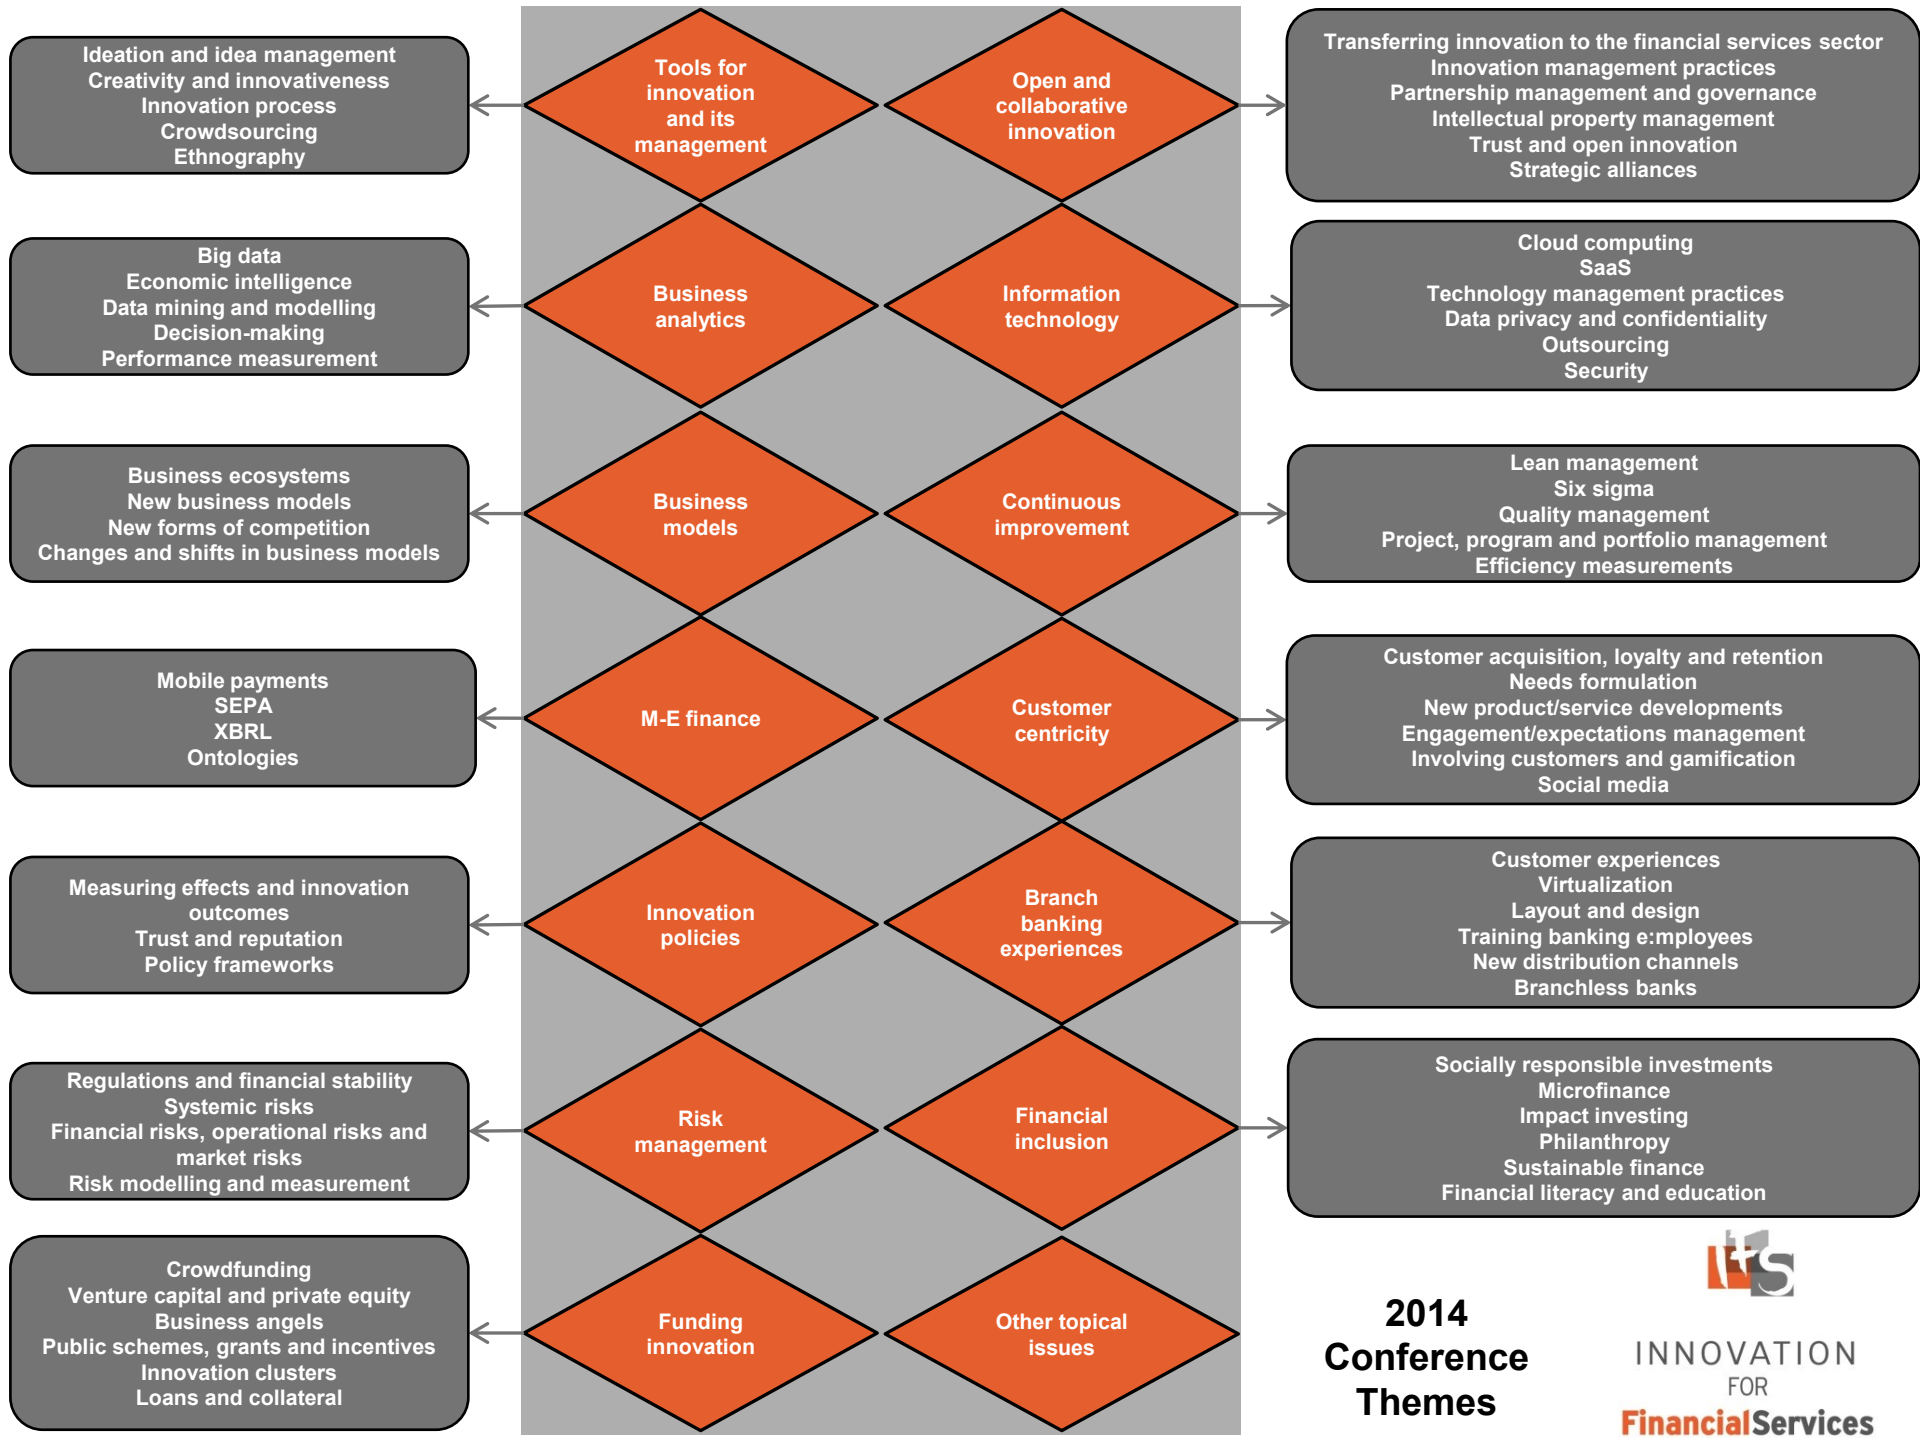 Ideation and idea management
Creativity and innovativeness
Innovation process
Crowdsourcing
Ethnography
Tools for
innovation
and its
management
Open and
collaborative
innovation
Transferring innovation to the financial services sector
Innovation management practices
Partnership management and governance
Intellectual property management
Trust and open innovation
Strategic alliances
Big data
Economic intelligence
Data mining and modelling
Decision-making
Performance measurement
Business
analytics
Information
technology
Cloud computing
SaaS
Technology management practices
Data privacy and confidentiality
Outsourcing
Security
Business ecosystems
New business models
New forms of competition
Changes and shifts in business models
Business
models
Continuous
improvement
Lean management
Six sigma
Quality management
Project, program and portfolio management
Efficiency measurements
Mobile payments
SEPA
XBRL
Ontologies
M-E finance
Customer
centricity
Customer acquisition, loyalty and retention
Needs formulation
New product/service developments
Engagement/expectations management
Involving customers and gamification
Social media
Measuring effects and innovation
outcomes
Trust and reputation
Policy frameworks
Innovation
policies
Branch
banking
experiences
Customer experiences
Virtualization
Layout and design
Training banking e:mployees
New distribution channels
Branchless banks
Regulations and financial stability
Systemic risks
Financial risks, operational risks and
market risks
Risk modelling and measurement
Risk
management
Financial
inclusion
Socially responsible investments
Microfinance
Impact investing
Philanthropy
Sustainable finance
Financial literacy and education
Crowdfunding
Venture capital and private equity
Business angels
Public schemes, grants and incentives
Innovation clusters
Loans and collateral
Funding
innovation
Other topical
issues
2014
Conference
Themes
IFS
INNOVATION
FOR
FinancialServices